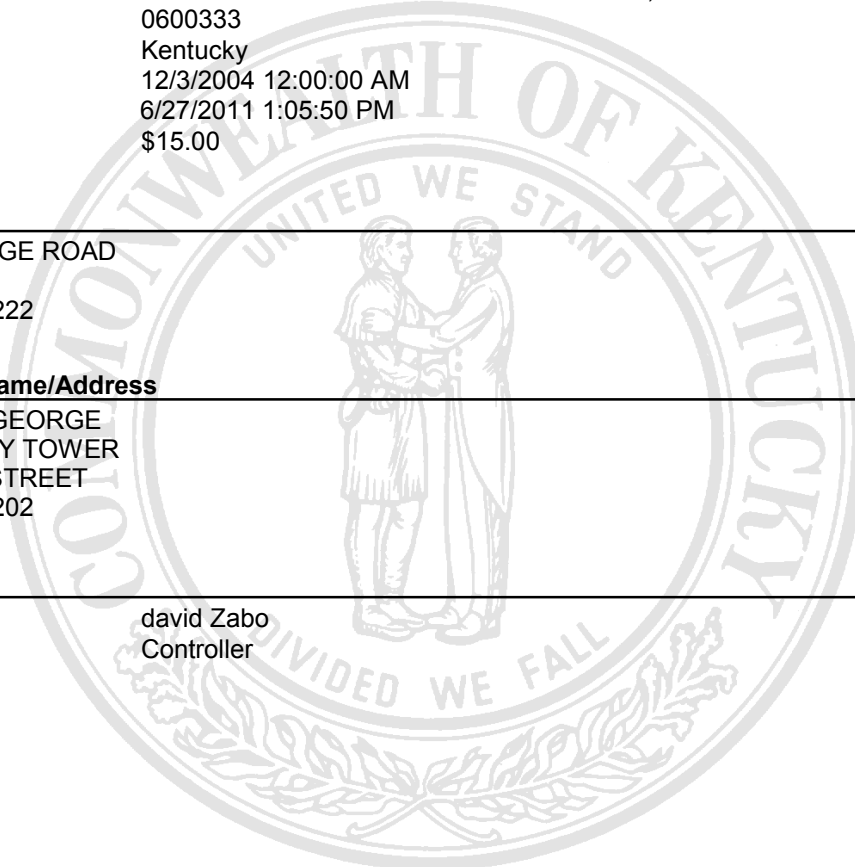 0600333
Kentucky
12/3/2004 12:00:00 AM
6/27/2011 1:05:50 PM
$15.00
COMMONWEALTH OF KENTUCKY
UNITED WE STAND
GE ROAD
222
ame/Address
GEORGE
Y TOWER
STREET
202
david Zabo
Controller
DIVIDED WE FALL